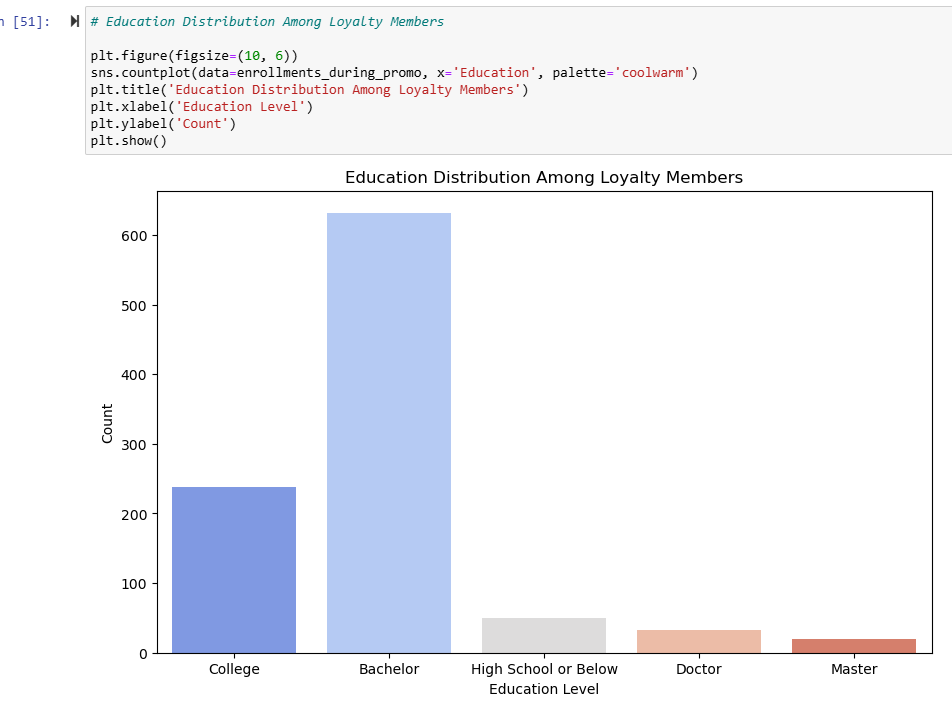 n [51]:
# Education Distribution Among Loyalty Members
plt.figure(figsize=(10, 6))
sns.countplot(data=enrollments_during_promo, x='Education', palette='coolwarm')
plt.title('Education Distribution Among Loyalty Members')
plt.xlabel('Education Level')
plt.ylabel('Count')
plt.show()
Education Distribution Among Loyalty Members
600
500
400
300
200
100
0
Count
College
Bachelor
High School or Below
Doctor
Master
Education Level